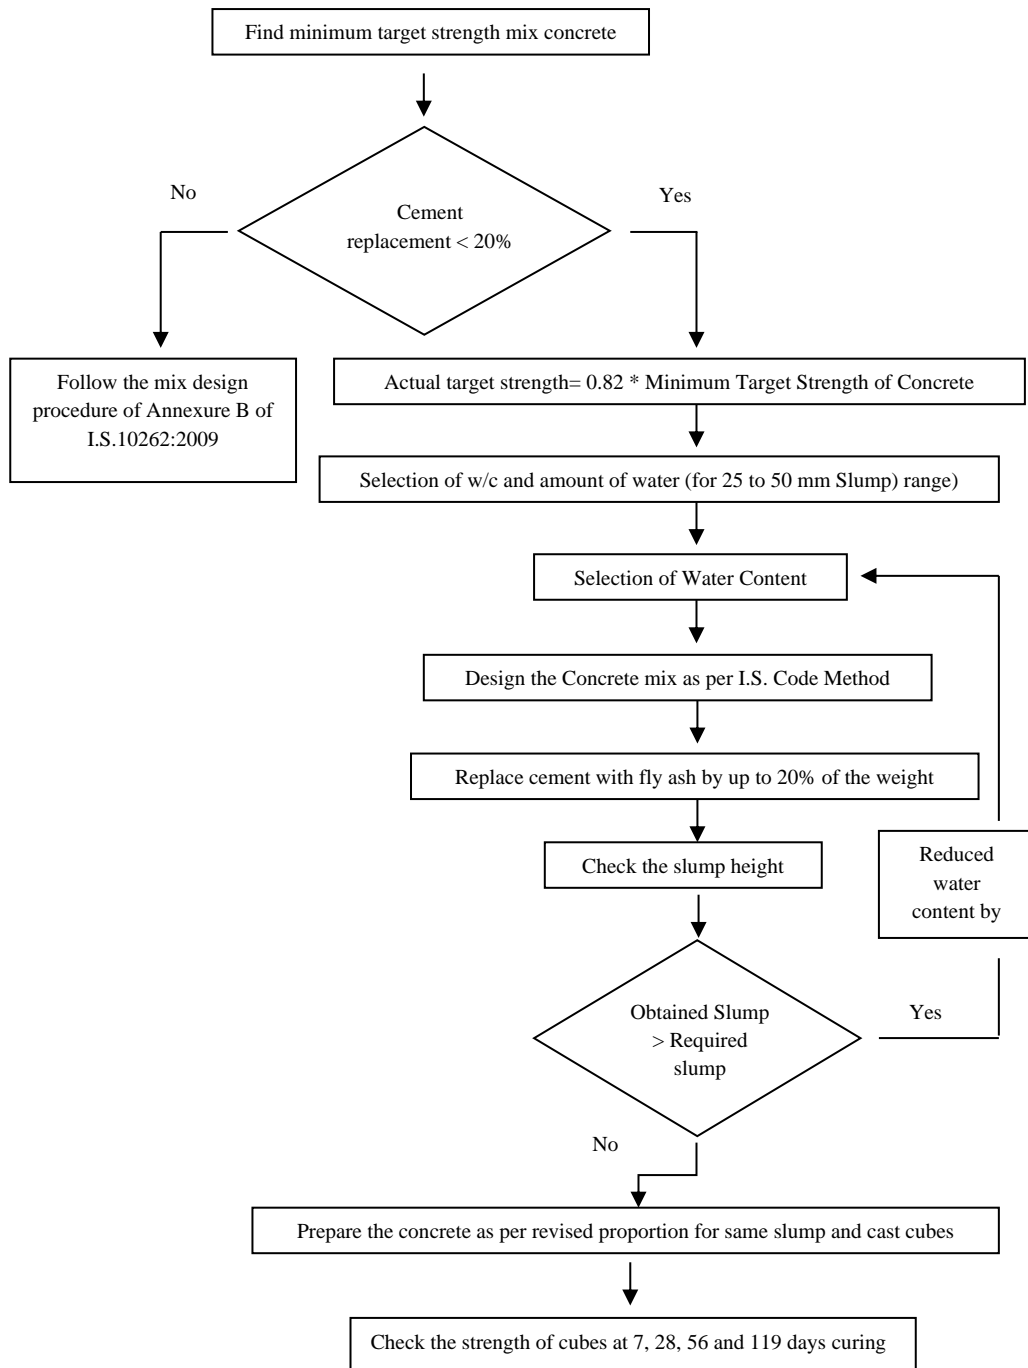 Find minimum target strength mix concrete
No
Yes
Cement
replacement < 20%
Follow the mix design
procedure of Annexure B of
I.S.10262:2009
Actual target strength= 0.82 * Minimum Target Strength of Concrete
Selection of w/c and amount of water (for 25 to 50 mm Slump) range)
Selection of Water Content
Design the Concrete mix as per I.S. Code Method
Replace cement with fly ash by up to 20% of the weight
Check the slump height
Reduced
water
content by
Obtained Slump
> Required
slump
Yes
No
Prepare the concrete as per revised proportion for same slump and cast cubes
Check the strength of cubes at 7, 28, 56 and 119 days curing